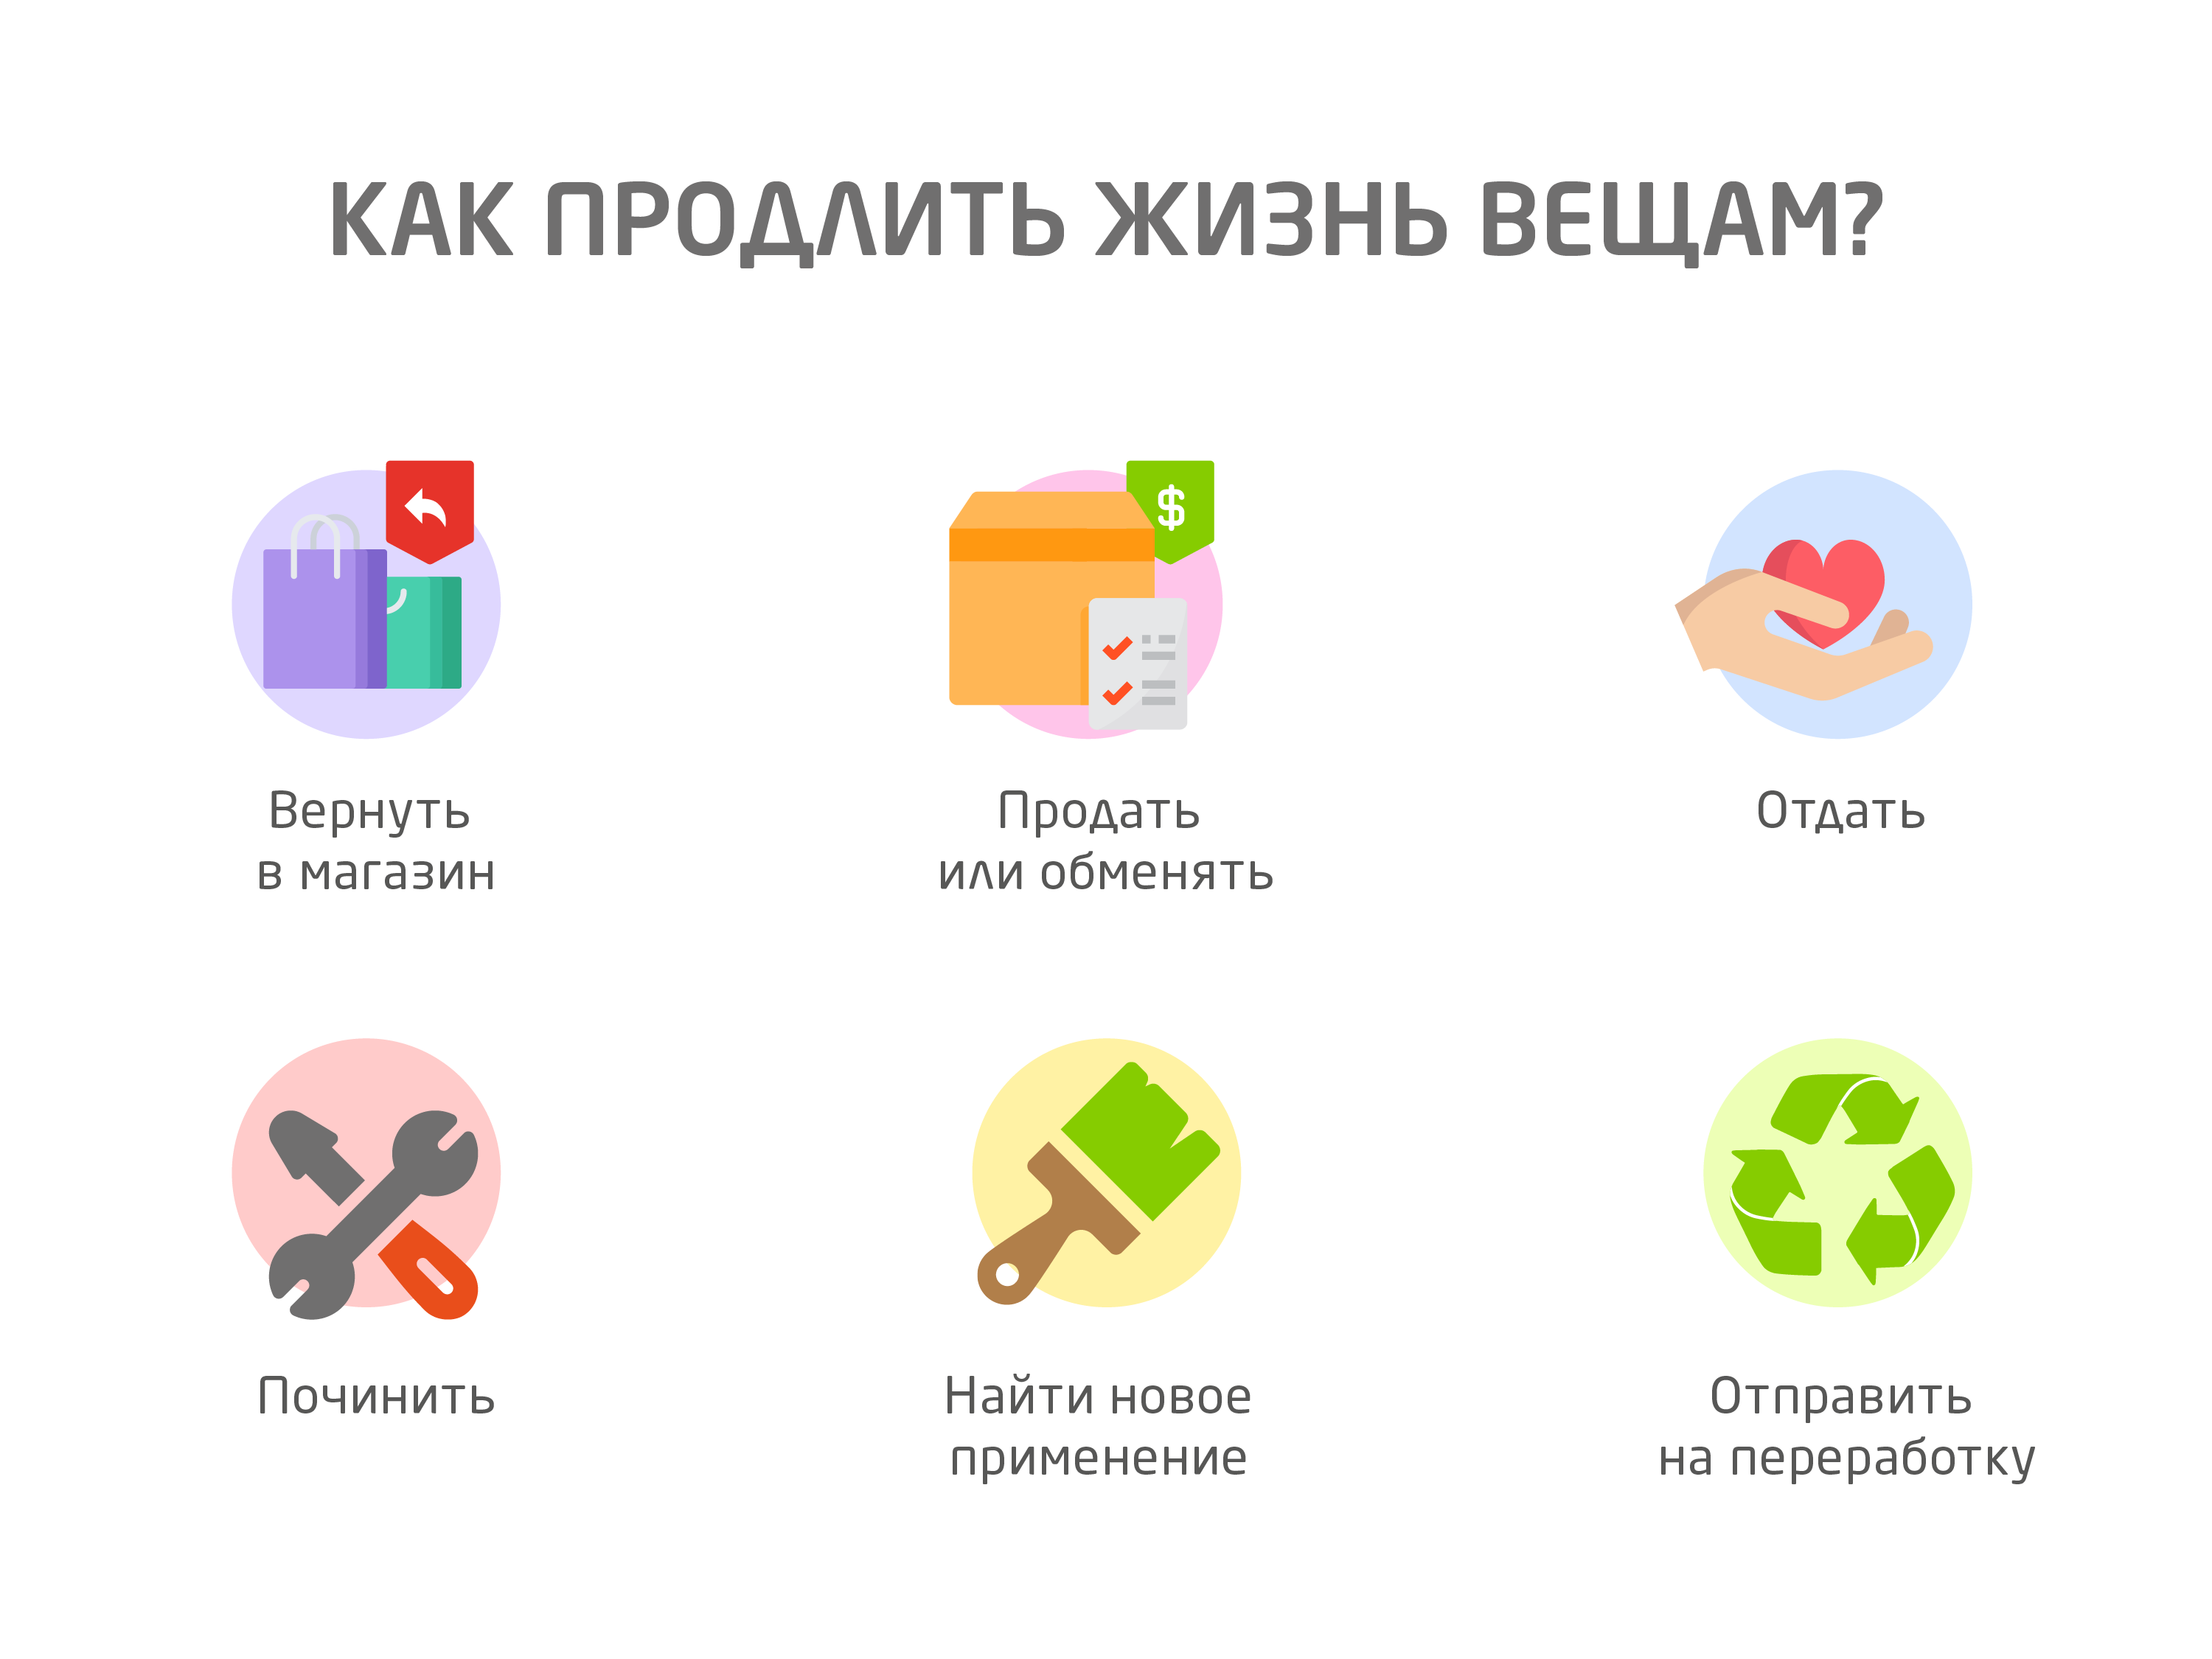 КАК ПРОДЛИТЬ ЖИЗНЬ ВЕЩАМ?
$
Вернуть
в магазин
Продать
или обменять
Отдать
Починить
Найти новое
применение
Отправить
на переработку